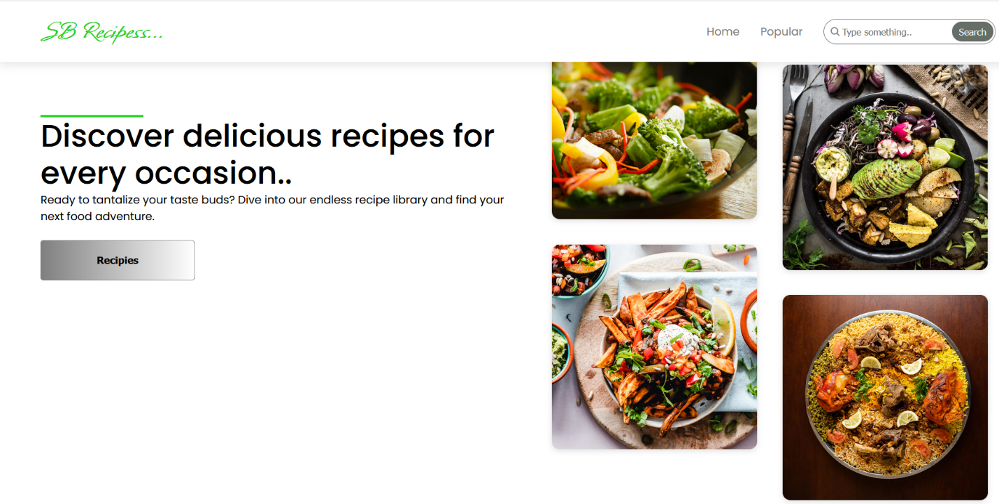 SB Recipess...
Home
Popular
Type something..
Search
Discover delicious recipes for
every occasion..
Ready to tantalize your taste buds? Dive into our endless recipe library and find your
next food adventure.
Recipies